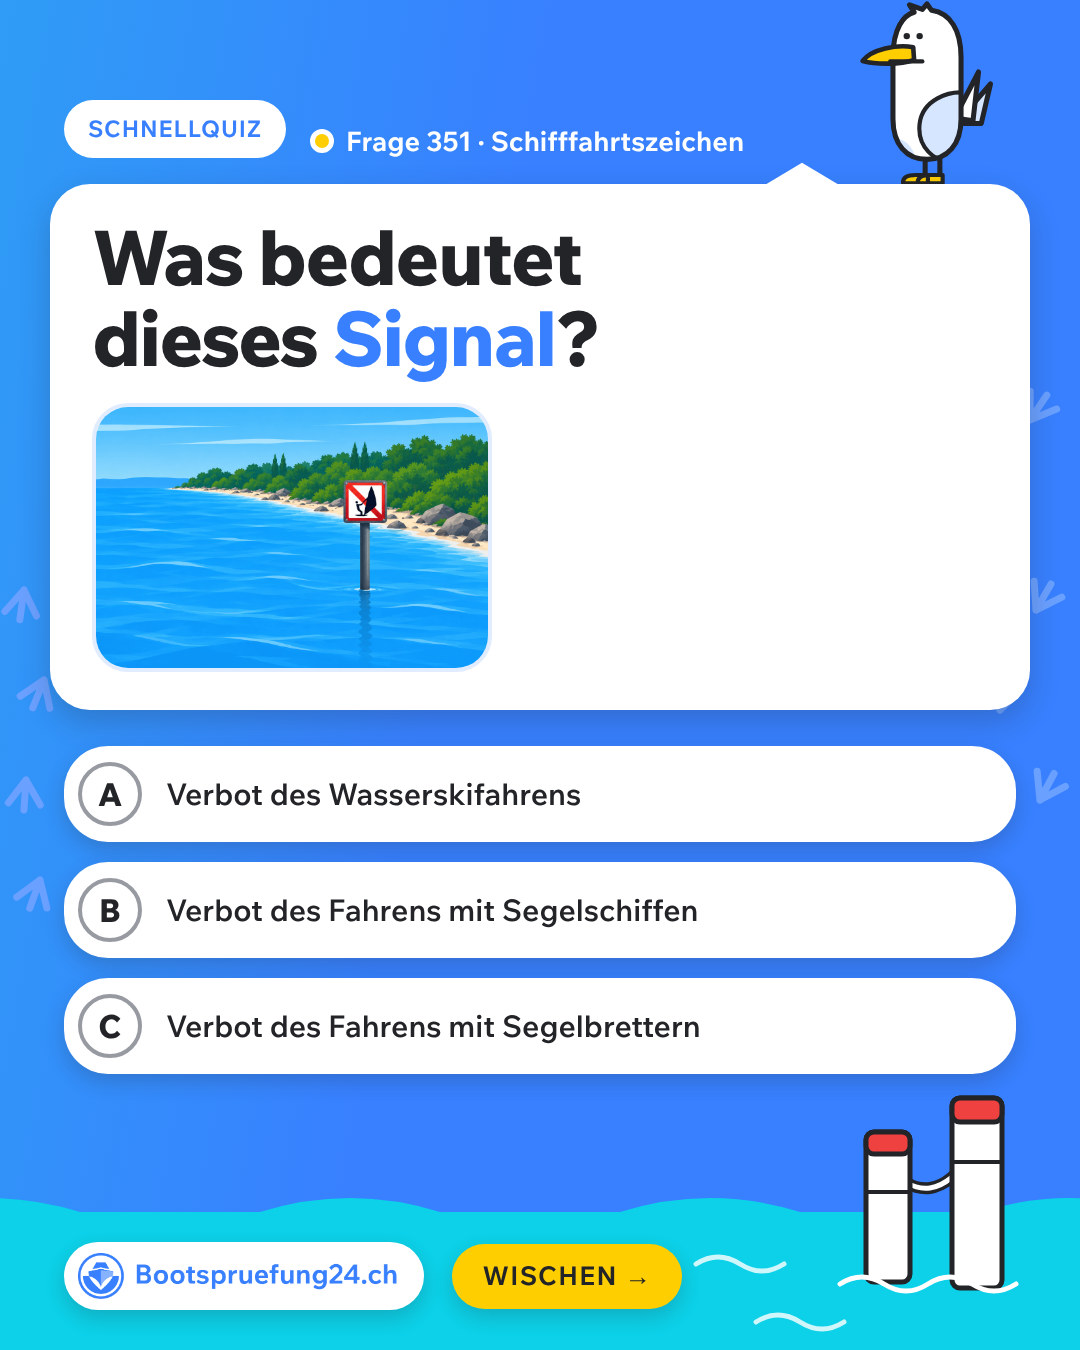 SCHNELLQUIZ
Frage 351 · Schifffahrtszeichen
Was bedeutet
dieses Signal?
A Verbot des Wasserskifahrens
B Verbot des Fahrens mit Segelschiffen
C Verbot des Fahrens mit Segelbrettern
Bootspruefung24.ch
WISCHEN →